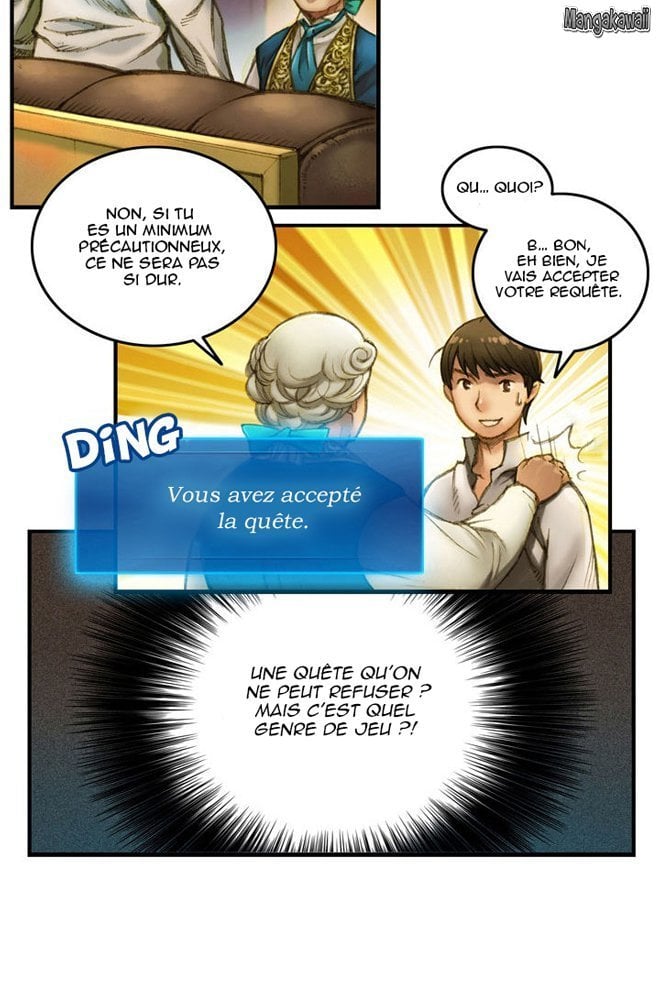 Mangakawaii
NON, SI TU
ES UN MINIMUM
PRÉCAUTIONNEUX,
CE NE SERA PAS
SI DUR.
QU... QUOI?
B... BON,
EH BIEN, JE
VAIS ACCEPTER
VOTRE REQUÊTE.
DING
Vous avez accepté
la quête.
UNE QUÊTE QU'ON
NE PEUT REFUSER ?
MAIS C'EST QUEL
GENRE DE JEU ?!